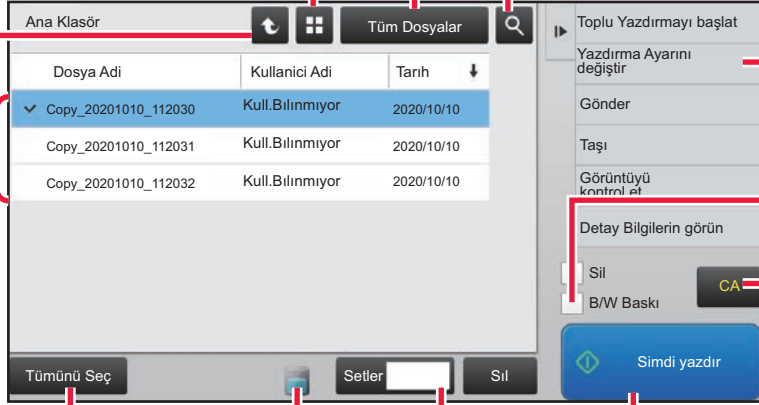 Ana Klasör
Tüm Dosyalar
Dosya Adi Kullanici Adi Tarıh
Copy_20201010_112030 Kull.Bılınmıyor 2020/10/10
Copy_20201010_112031 Kull.Bılınmıyor 2020/10/10
Copy_20201010_112032 Kull.Bılınmıyor 2020/10/10
Tümünü Seç
Setler
Sıl
Toplu Yazdırmayı başlat
Yazdırma Ayarını
değiştir
Gönder
Taşı
Görüntüyü
kontrol et
Detay Bilgilerin görün
Sil
B/W Baskı
CA
Simdi yazdır